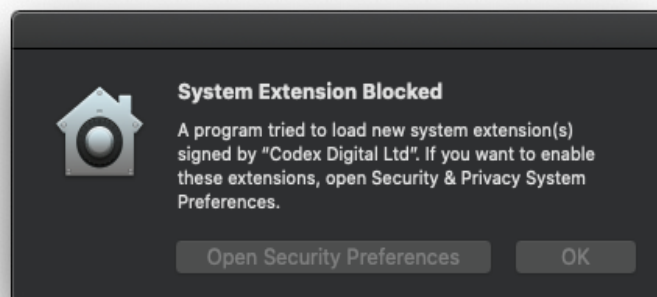 System Extension Blocked
A program tried to load new system extension(s)
signed by “Codex Digital Ltd”. If you want to enable
these extensions, open Security & Privacy System
Preferences.
Open Security Preferences
OK